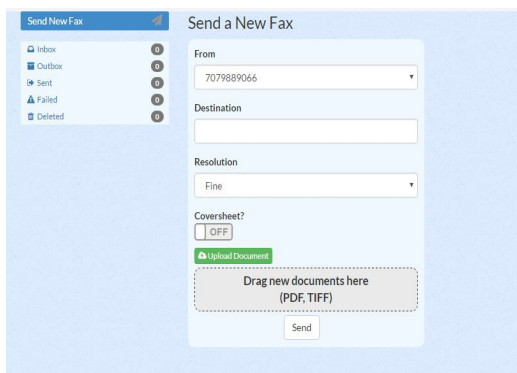 Send New Fax
Inbox 0
Outbox 0
Sent 0
Failed 0
Deleted 0
Send a New Fax
From
7079889066
Destination
Resolution
Fine
Coversheet?
OFF
Upload Document
Drag new documents here
(PDF, TIFF)
Send